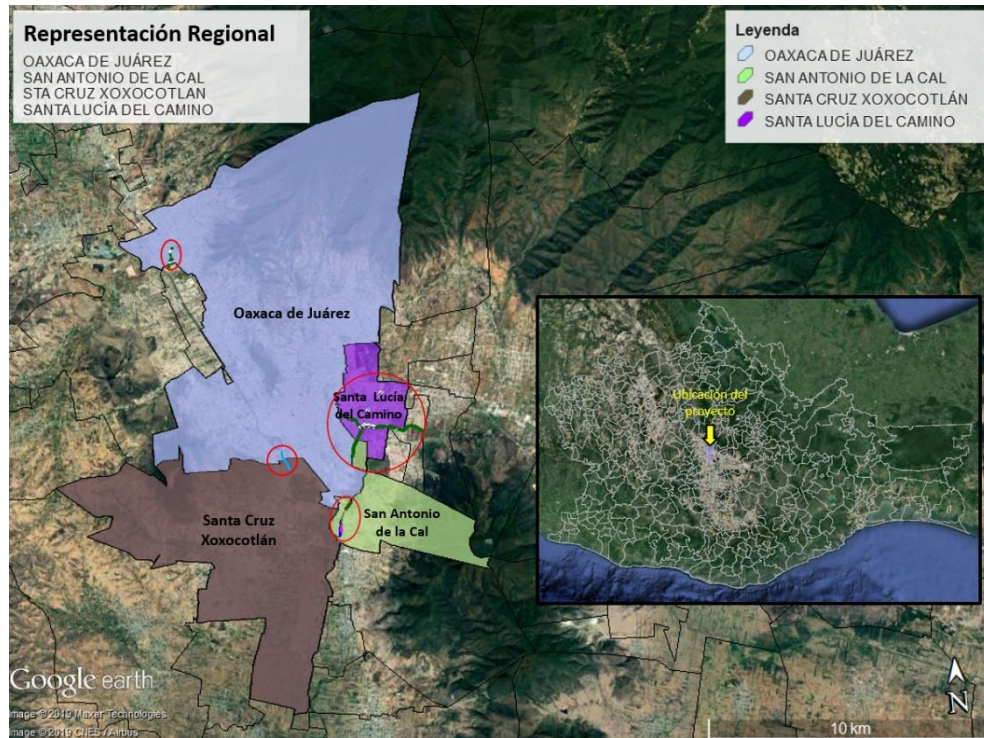 Representación Regional
OAXACA DE JUÁREZ
SAN ANTONIO DE LA CAL
STA CRUZ XOXOCOTLAN
SANTA LUCÍA DEL CAMINO
Leyenda
OAXACA DE JUÁREZ
SAN ANTONIO DE LA CAL
SANTA CRUZ XOXOCOTLÁN
SANTA LUCÍA DEL CAMINO
Oaxaca de Juárez
Santa Lucía
del Camino
Santa Cruz
Xoxocotlán
San Antonio
de la Cal
Ubicación del
proyecto
Google earth
Image © 2019 Maxar Technologies
Image © 2019 CNES / Airbus
N
10 km